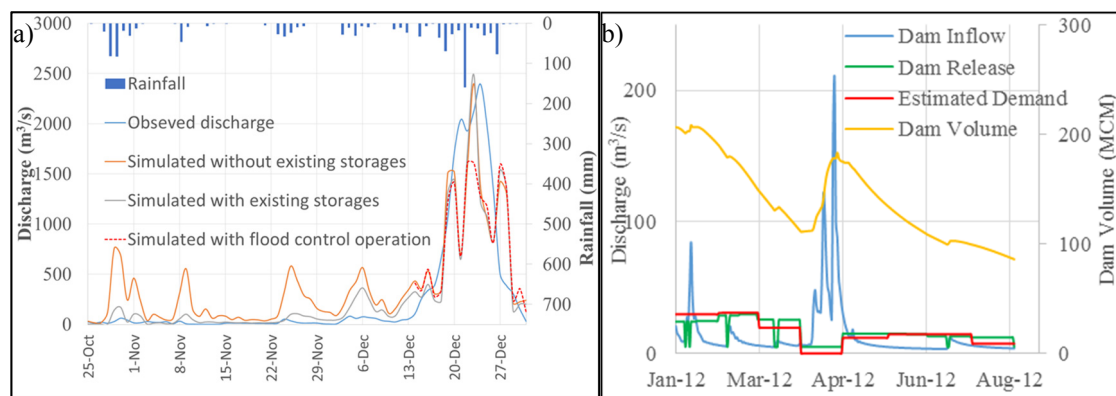 a)
Discharge (m³/s)
3000
2500
2000
1500
1000
500
0
Rainfall
Obseved discharge
Simulated without existing storages
Simulated with existing storages
Simulated with flood control operation
0
100
200
300
400
500
600
700
Rainfall (mm)
25-Oct
1-Nov
8-Nov
15-Nov
22-Nov
29-Nov
6-Dec
13-Dec
20-Dec
27-Dec
b)
Discharge (m³/s)
200
100
0
Dam Inflow
Dam Release
Estimated Demand
Dam Volume
300
200
100
0
Dam Volume (MCM)
Jan-12
Mar-12
Apr-12
Jun-12
Aug-12